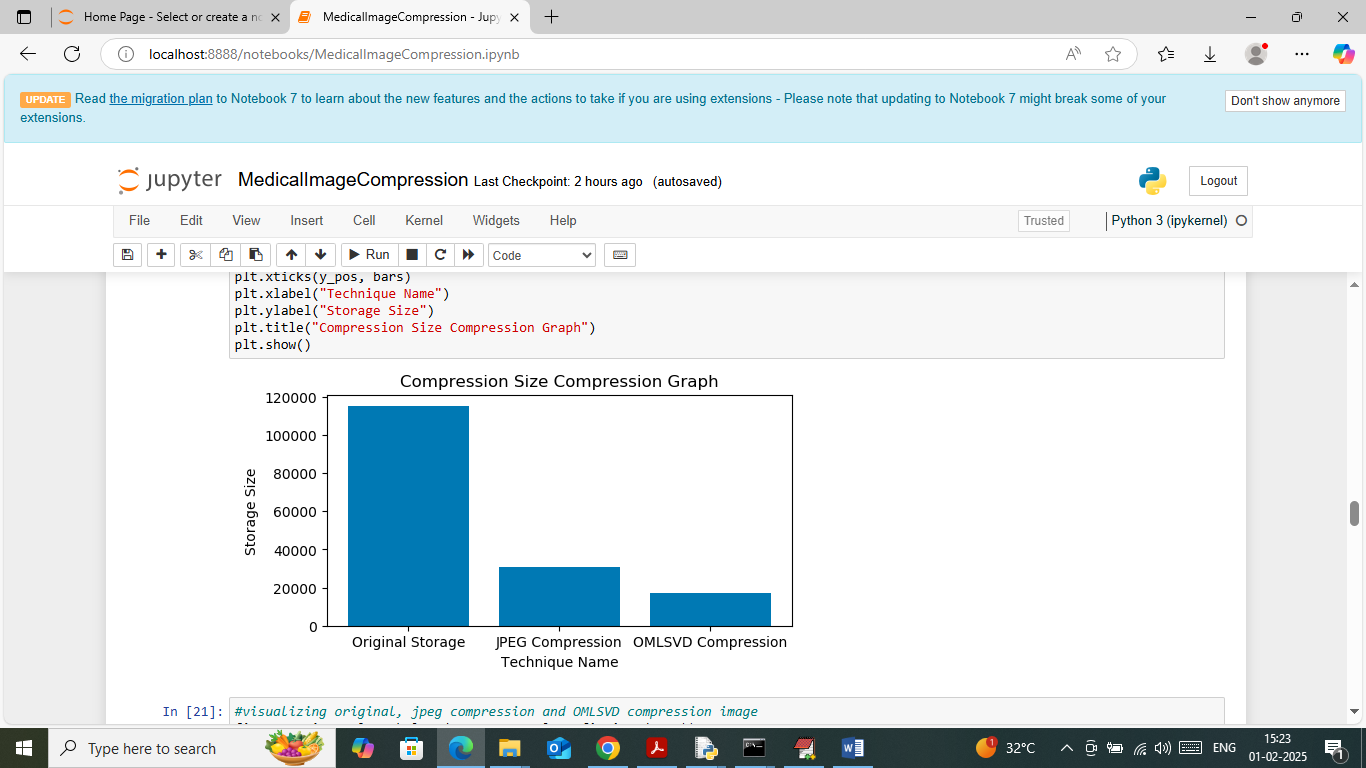 Home Page - Select or create a no
MedicalImageCompression - Jupy
localhost:8888/notebooks/MedicalImageCompression.ipynb
UPDATE Read the migration plan to Notebook 7 to learn about the new features and the actions to take if you are using extensions - Please note that updating to Notebook 7 might break some of your
extensions.
Don't show anymore
jupyter MedicalImageCompression Last Checkpoint: 2 hours ago (autosaved)
Logout
File Edit View Insert Cell Kernel Widgets Help
Trusted
Python 3 (ipykernel)
Run
Code
plt.xticks(y_pos, bars)
plt.xlabel("Technique Name")
plt.ylabel("Storage Size")
plt.title("Compression Size Compression Graph")
plt.show()
Compression Size Compression Graph
120000
100000
80000
60000
40000
20000
0
Storage Size
Original Storage JPEG Compression OMLSVD Compression
Technique Name
In [21]: #visualizing original, jpeg compression and OMLSVD compression image
Type here to search
1
32°C
ENG
15:23
01-02-2025
1